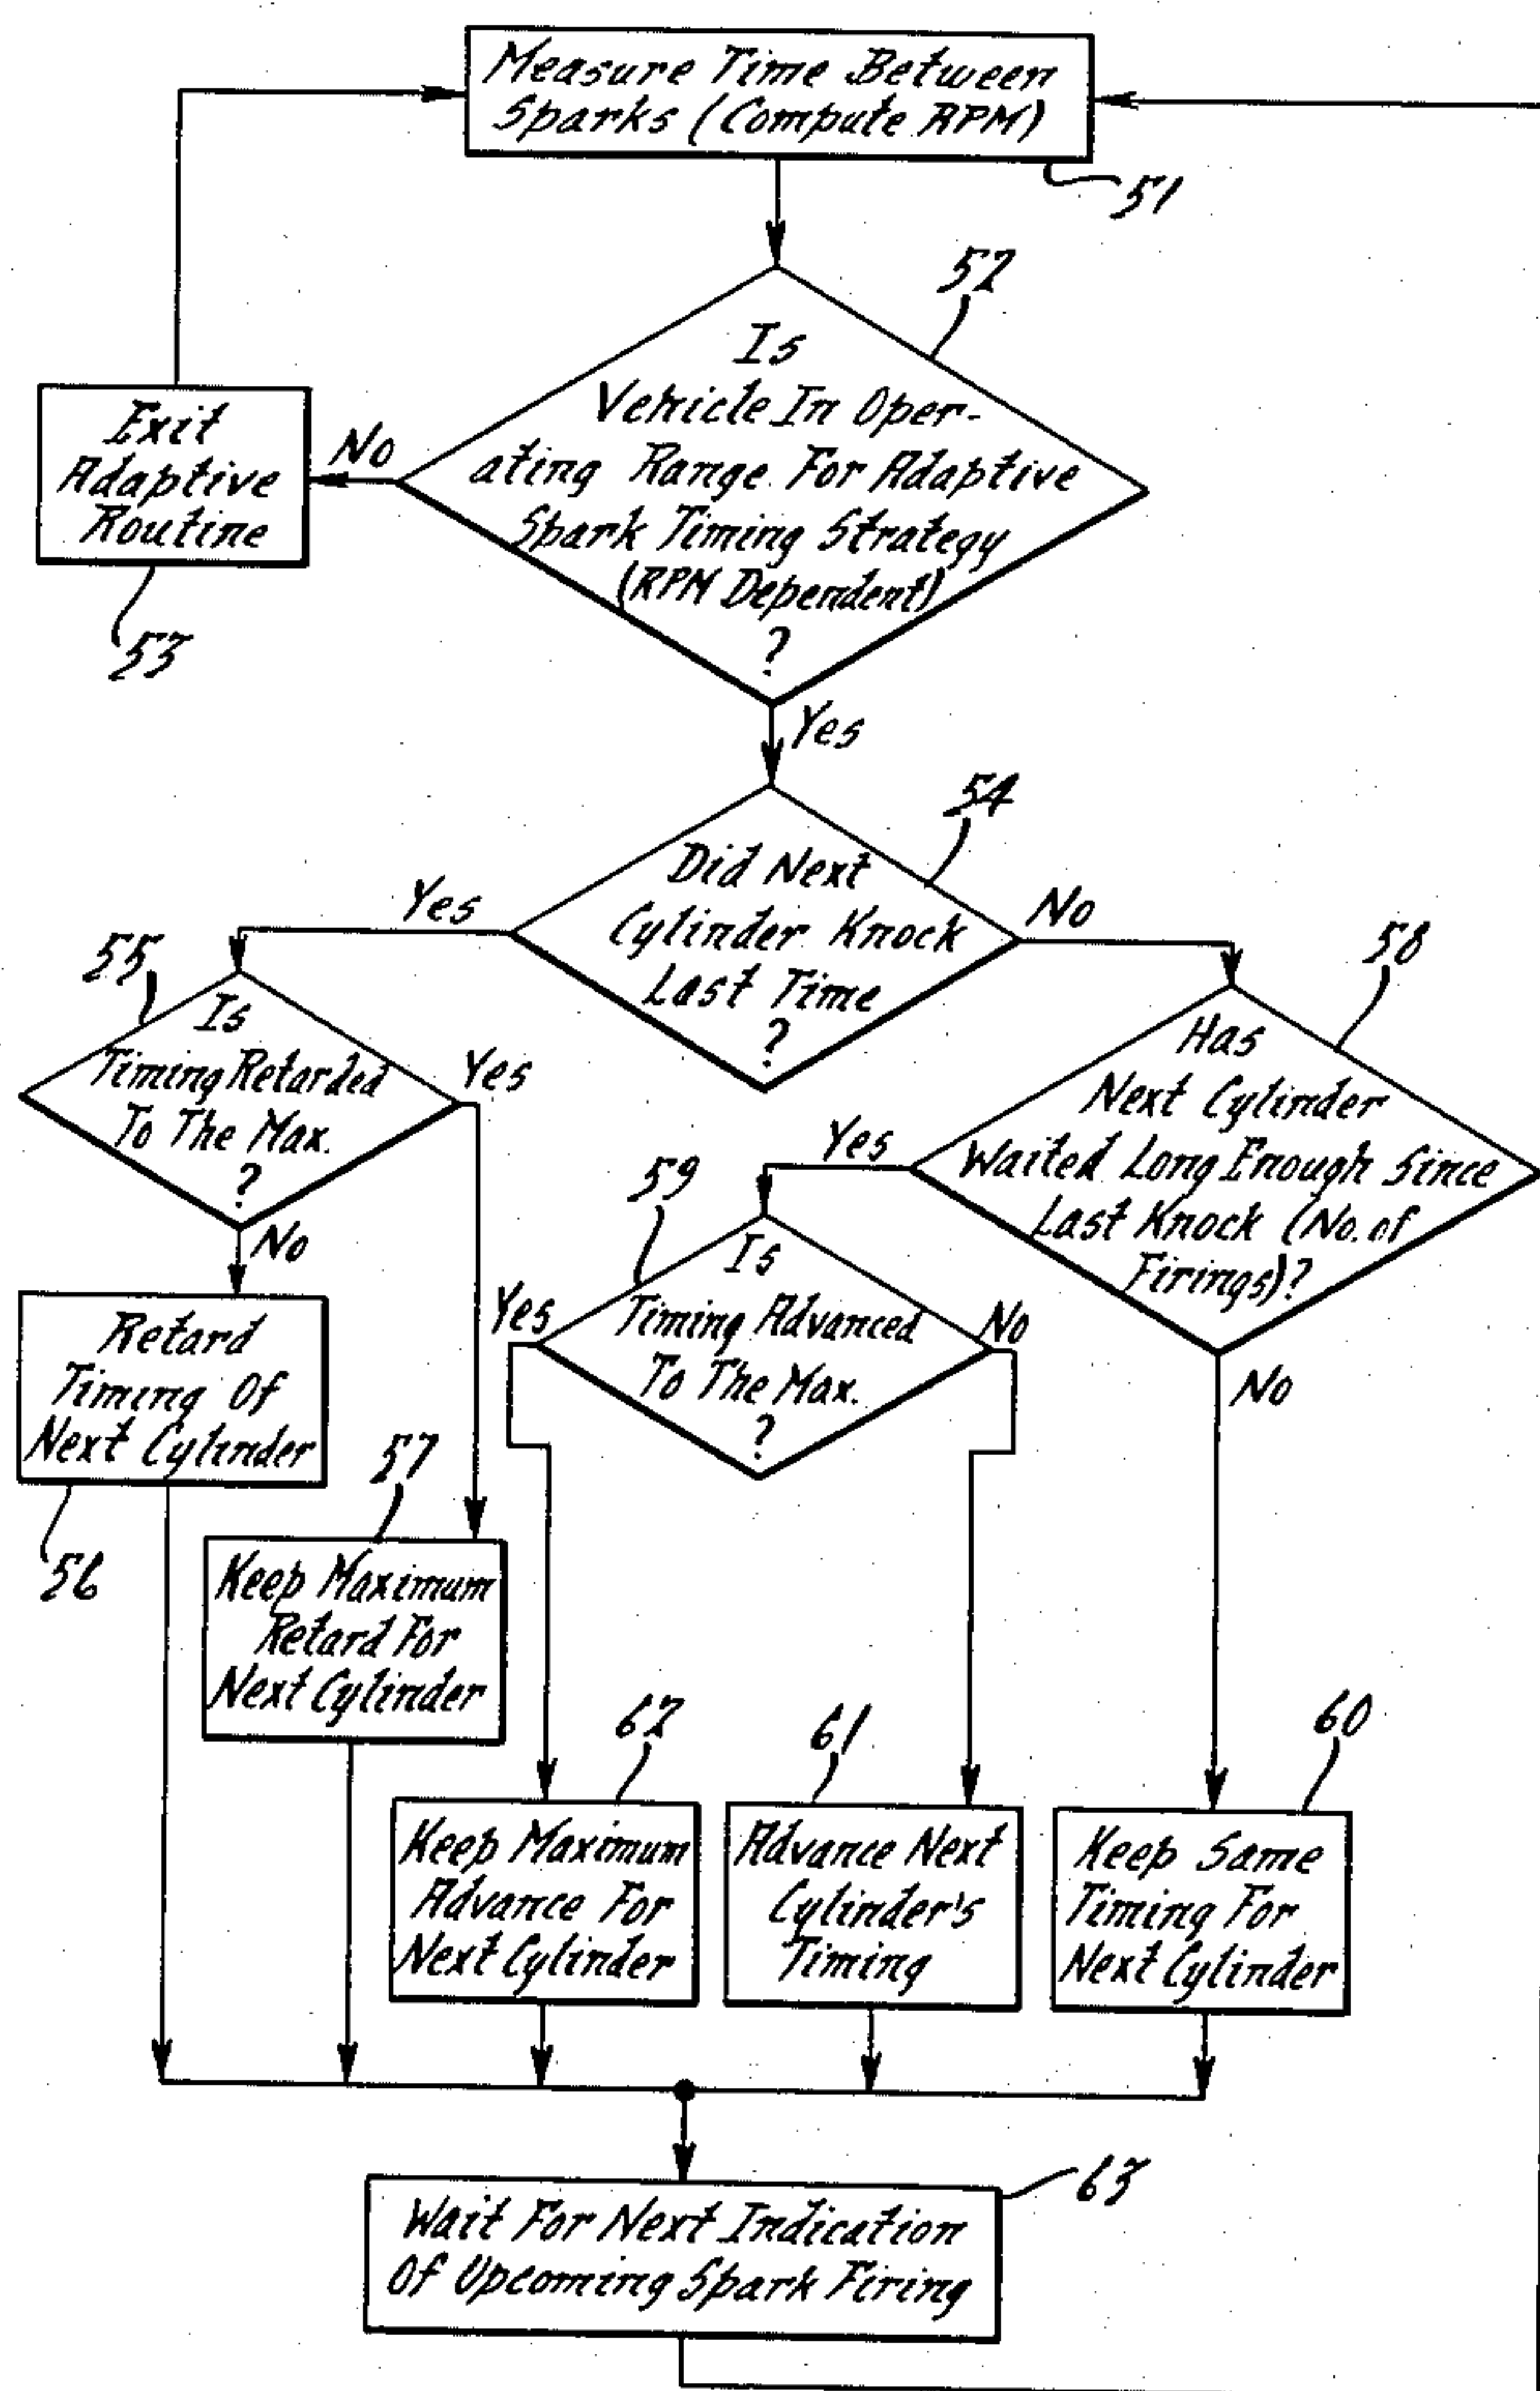 Measure Time Between
Sparks (Compute RPM)
51
52
Is
Vehicle In Oper-
ating Range For Adaptive
Spark Timing Strategy
(RPM Dependent)
?
No
Exit
Adaptive
Routine
53
Yes
54
Did Next
Cylinder Knock
Last Time
?
Yes
No
55
Is
Timing Retarded
To The Max.
?
Yes
No
58
Has
Next Cylinder
Waited Long Enough Since
Last Knock (No. of
Firings)?
Yes
No
59
Is
Timing Advanced
To The Max.
?
Yes
No
Retard
Timing Of
Next Cylinder
56
57
Keep Maximum
Retard For
Next Cylinder
62
Keep Maximum
Advance For
Next Cylinder
61
Advance Next
Cylinder's
Timing
60
Keep Same
Timing For
Next Cylinder
63
Wait For Next Indication
Of Upcoming Spark Firing